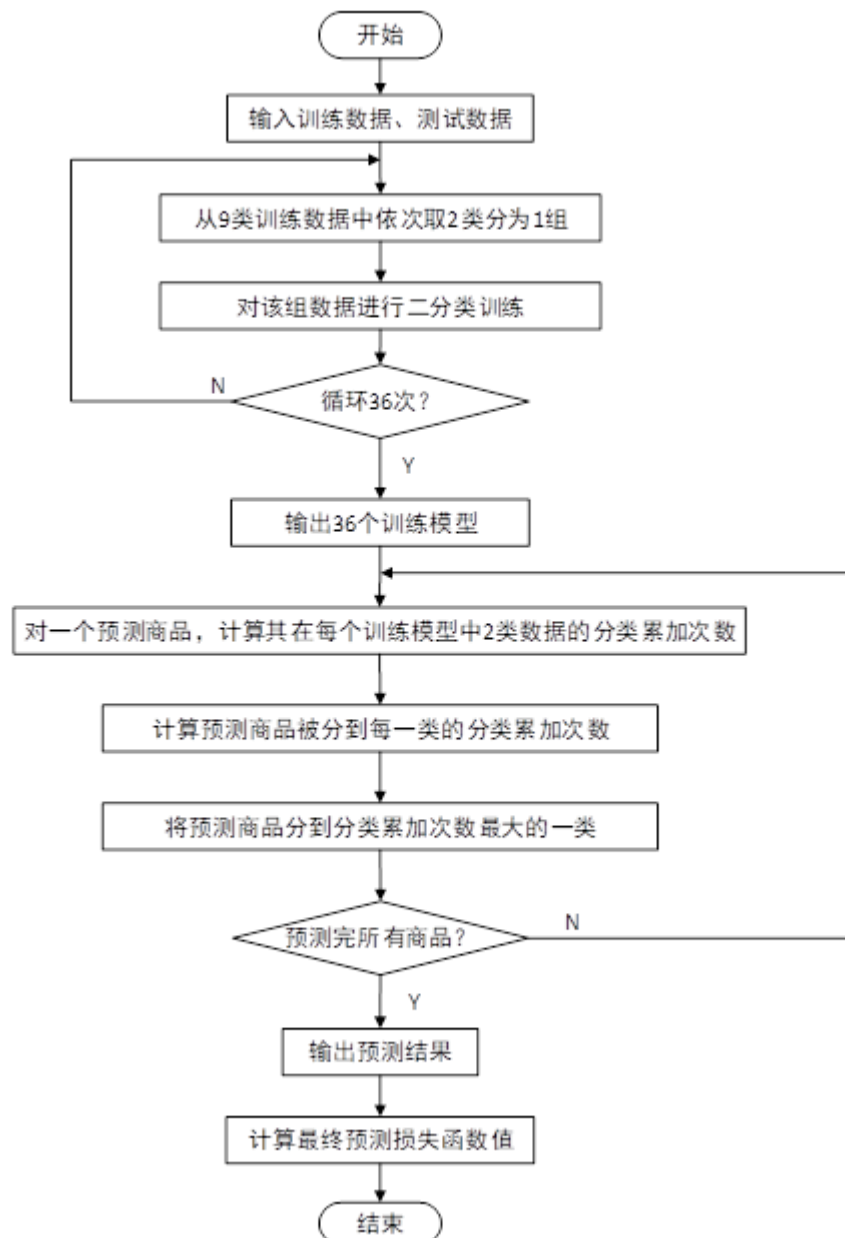 开始
输入训练数据、测试数据
从9类训练数据中依次取2类分为1组
对该组数据进行二分类训练
N
循环36次?
Y
输出36个训练模型
对一个预测商品，计算其在每个训练模型中2类数据的分类累加次数
计算预测商品被分到每一类的分类累加次数
将预测商品分到分类累加次数最大的一类
预测完所有商品?
N
Y
输出预测结果
计算最终预测损失函数值
结束